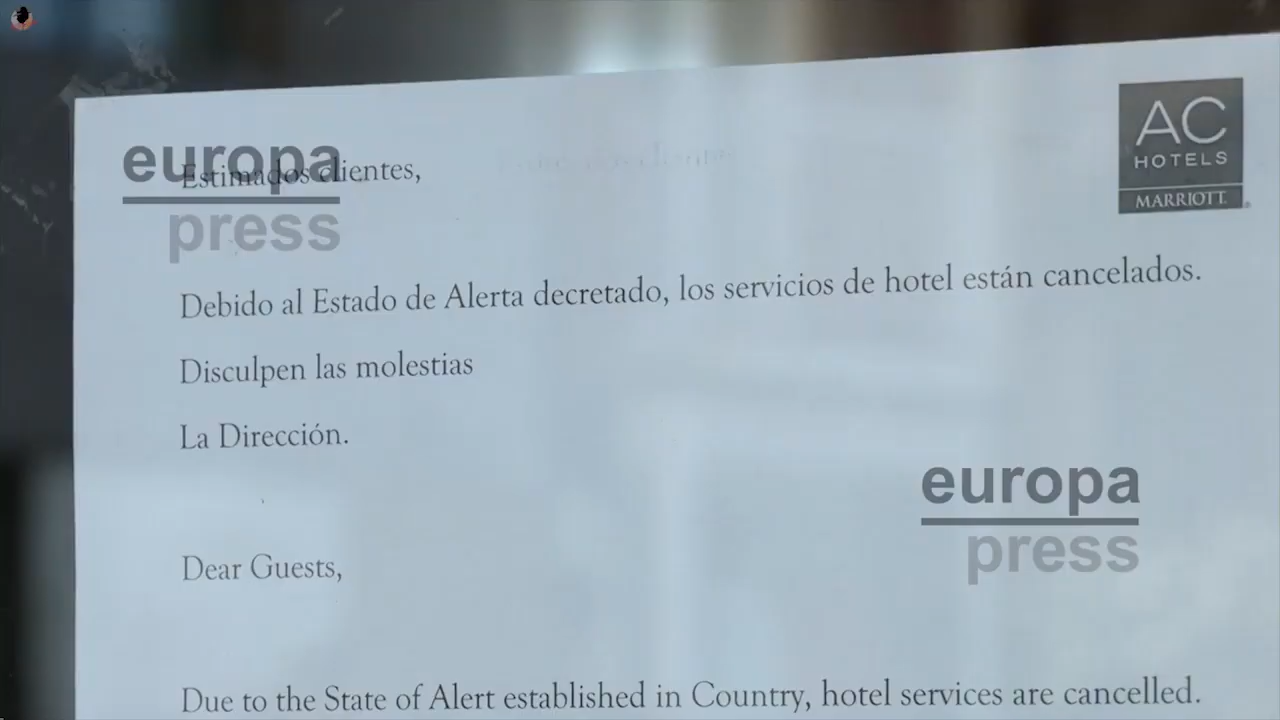 AC
HOTELS
MARRIOTT
europa
press
Estimados clientes,
Debido al Estado de Alerta decretado, los servicios de hotel están cancelados.
Disculpen las molestias
La Dirección.
europa
press
Dear Guests,
Due to the State of Alert established in Country, hotel services are cancelled.